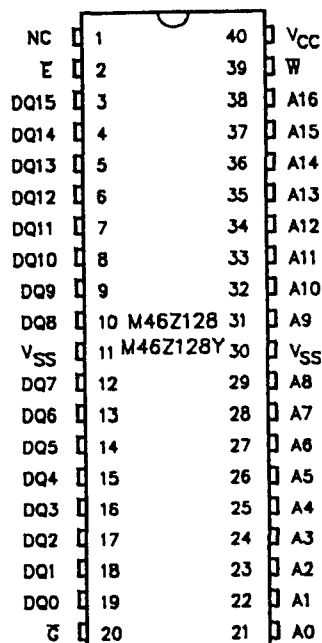 NC 1 40 VCC
E̅ 2 39 W̅
DQ15 3 38 A16
DQ14 4 37 A15
DQ13 5 36 A14
DQ12 6 35 A13
DQ11 7 34 A12
DQ10 8 33 A11
DQ9 9 32 A10
DQ8 10 M46Z128 31 A9
VSS 11 M46Z128Y 30 VSS
DQ7 12 29 A8
DQ6 13 28 A7
DQ5 14 27 A6
DQ4 15 26 A5
DQ3 16 25 A4
DQ2 17 24 A3
DQ1 18 23 A2
DQ0 19 22 A1
G̅ 20 21 A0